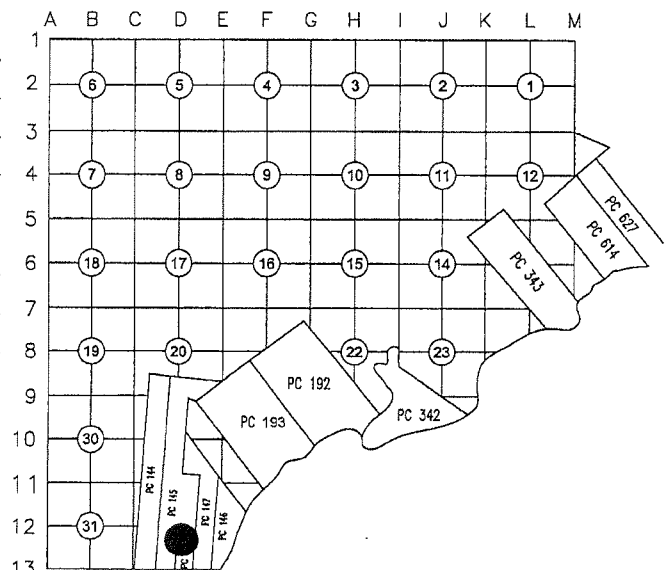 A B C D E F G H I J K L M
1
2 6 5 4 3 2 1
3
4 7 8 9 10 11 12
PC 627
5
PC 614
6 18 17 16 15 14
PC 343
7
8 19 20 22 23
PC 192
9
PC 342
PC 193
10 30
PC 144
11
PC 145
PC 147
PC 146
12 31
PC
13